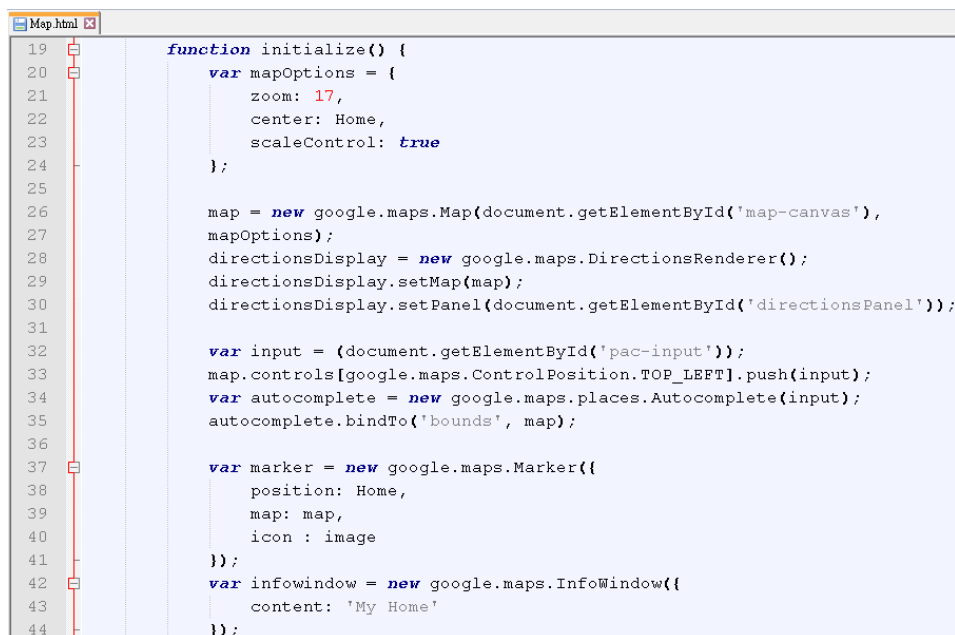 Map.html
19 function initialize() {
20 var mapOptions = {
21 zoom: 17,
22 center: Home,
23 scaleControl: true
24 };
25
26 map = new google.maps.Map(document.getElementById('map-canvas'),
27 mapOptions);
28 directionsDisplay = new google.maps.DirectionsRenderer();
29 directionsDisplay.setMap(map);
30 directionsDisplay.setPanel(document.getElementById('directionsPanel'));
31
32 var input = (document.getElementById('pac-input'));
33 map.controls[google.maps.ControlPosition.TOP_LEFT].push(input);
34 var autocomplete = new google.maps.places.Autocomplete(input);
35 autocomplete.bindTo('bounds', map);
36
37 var marker = new google.maps.Marker({
38 position: Home,
39 map: map,
40 icon : image
41 });
42 var infowindow = new google.maps.InfoWindow({
43 content: 'My Home'
44 });